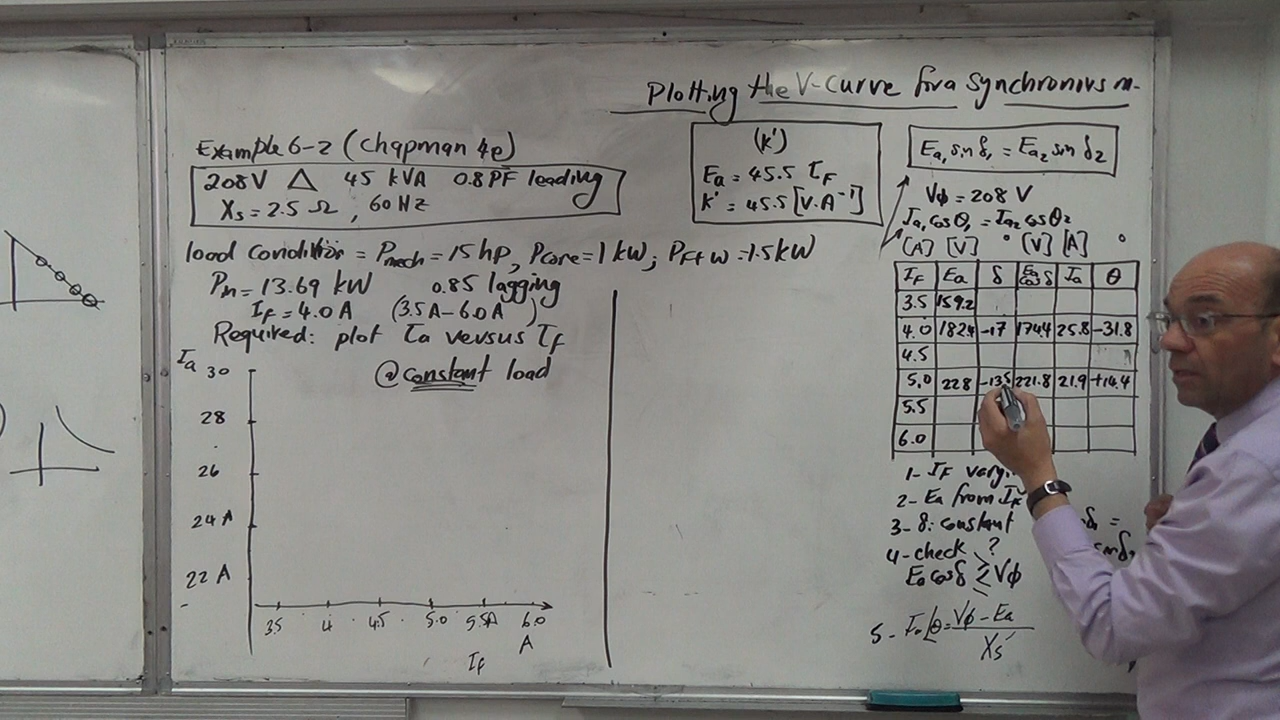 Plotting the V-curve for a synchronous m.
Example 6-2 (Chapman 4e)
208V Δ 45 kVA 0.8 PF leading
Xs = 2.5 Ω , 60 Hz
(K')
Ea = 45.5 IF
K' = 45.5 [V.A⁻¹]
Ea₁ sin δ₁ = Ea₂ sin δ₂
Vφ = 208 V
Ia₁ cosθ₁ = Ia₂ cosθ₂
load condition = Pmech = 15 hp, Pcore = 1 kW, PF+W = 1.5 kW
Pin = 13.69 kW 0.85 lagging
IF = 4.0 A (3.5A – 6.0A)
Required: plot Ia versus IF
@ constant load
Ia
30
28
26
24 A
22 A
3.5 4 4.5 5.0 5.5A 6.0
A
IF
[A] [V] ° [V] [A] °
IF Ea δ Ea cos δ Ia θ
3.5 159.2
4.0 182.4 -17 174.4 25.8 -31.8
4.5
5.0 228 -13.5 221.8 21.9 +14.4
5.5
6.0
1- IF
2- Ea from IF
3- δ: constant
4- check ?
Ea cosδ ≷ Vφ
5- Ia∠θ = Vφ - Ea / Xs